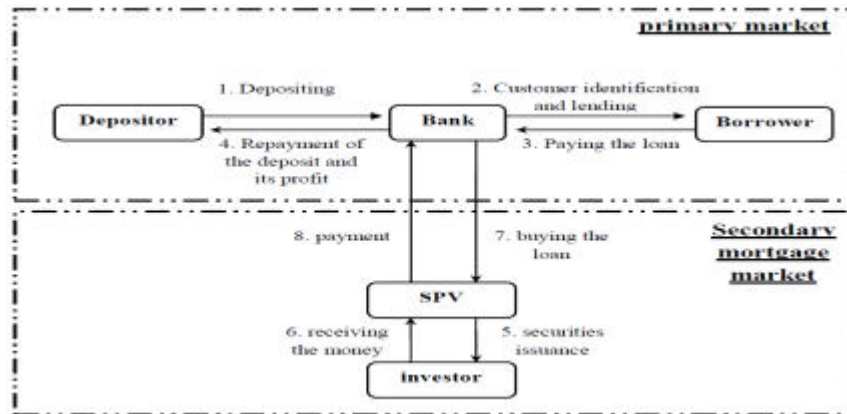 primary market
1. Depositing
2. Customer identification
and lending
Depositor
Bank
Borrower
4. Repayment of
the deposit and
its profit
3. Paying the loan
Secondary
mortgage
market
8. payment
7. buying the
loan
SPV
6. receiving
the money
5. securities
issuance
investor